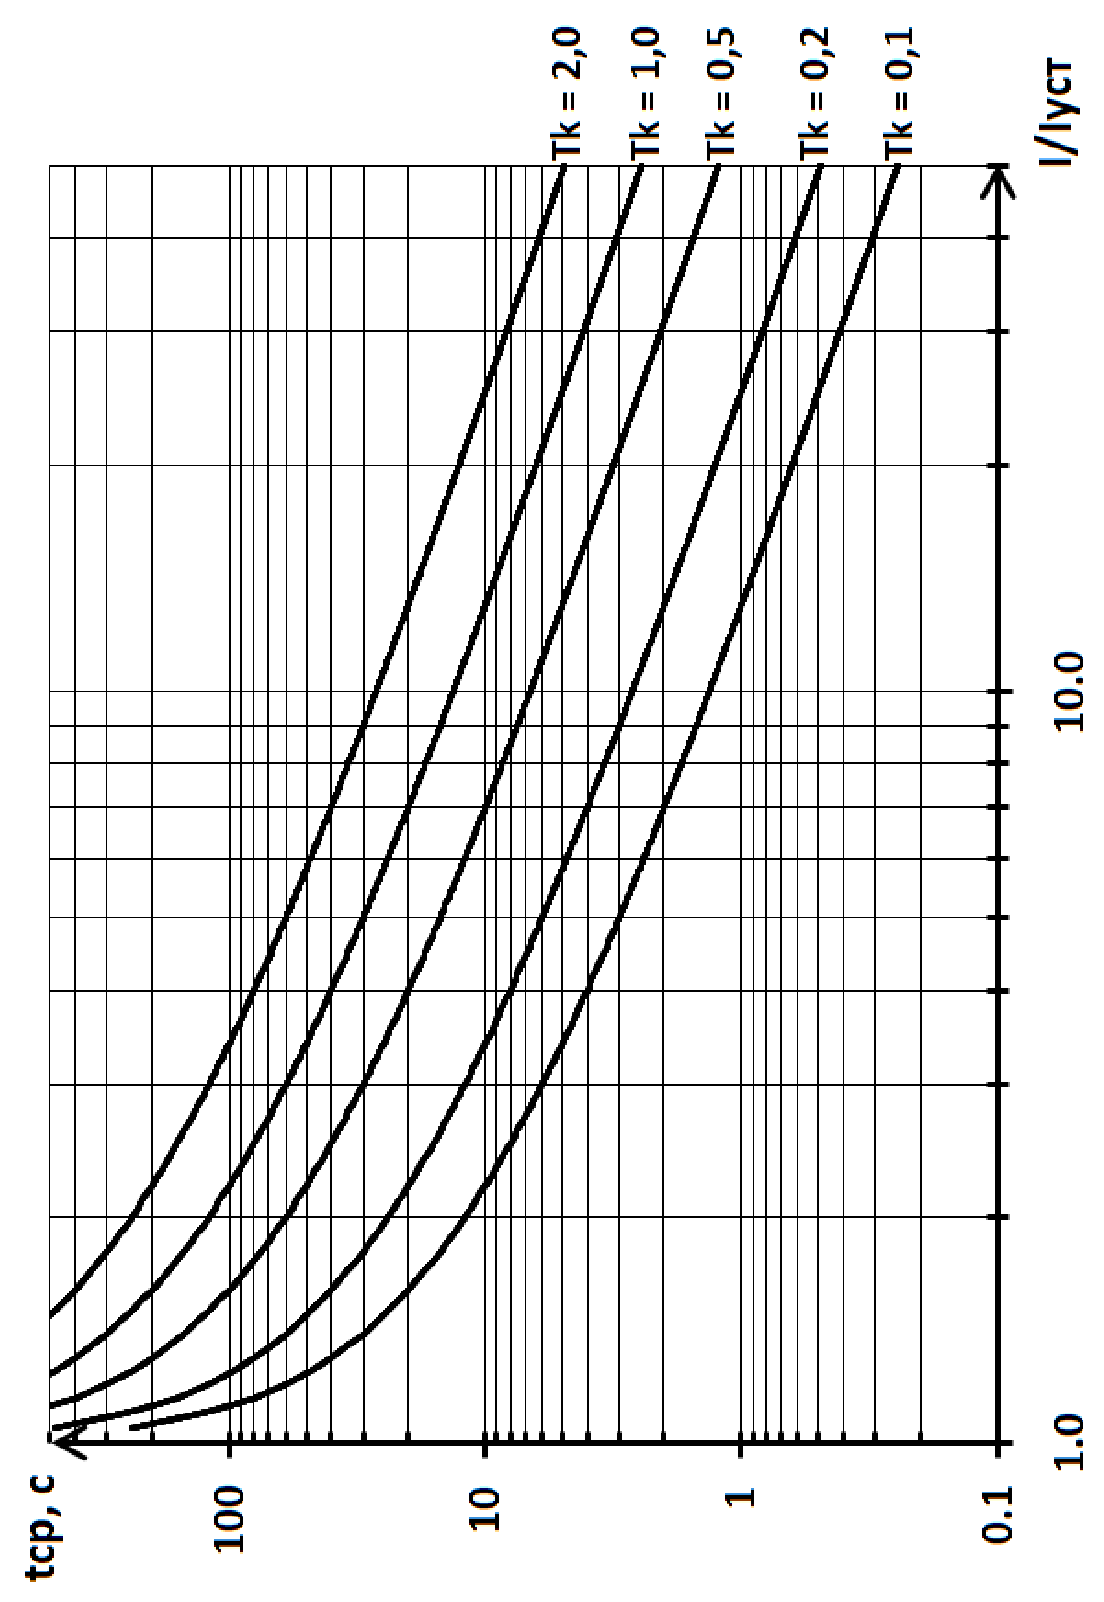 tcp, c
100
10
1
0.1
1.0
10.0
I/Iуст
Tk = 2,0
Tk = 1,0
Tk = 0,5
Tk = 0,2
Tk = 0,1